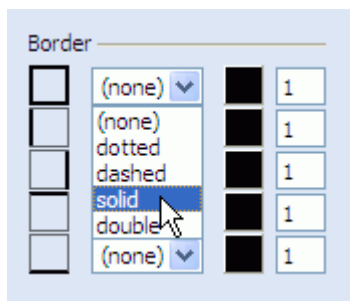 Border
(none) 1
(none) 1
dotted
dashed 1
solid 1
double
(none) 1